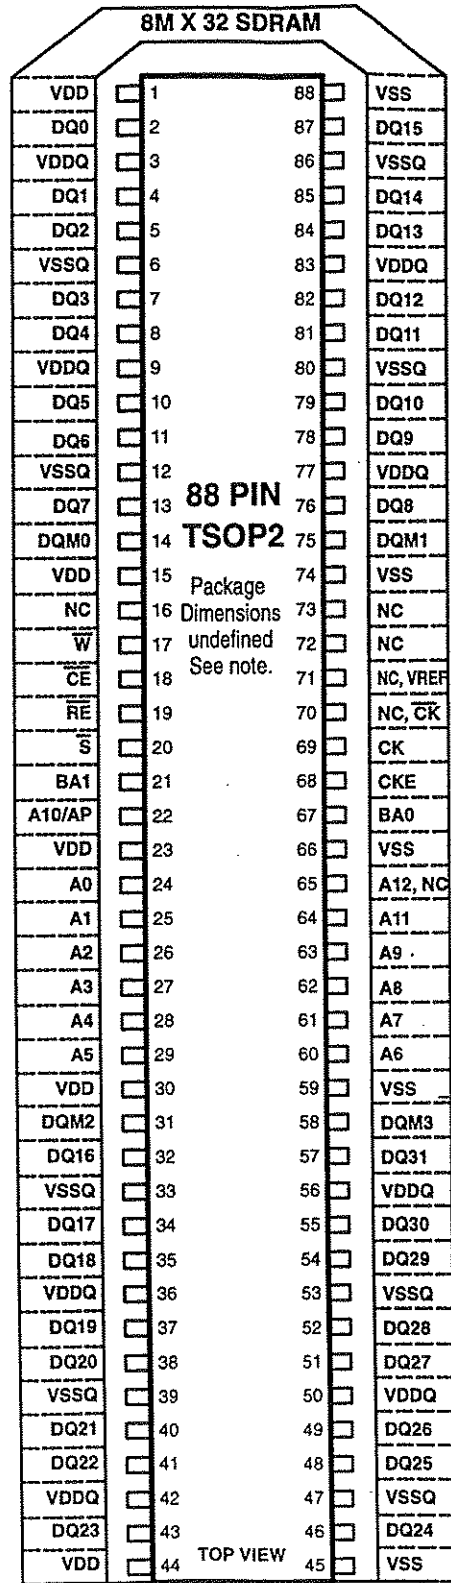 8M X 32 SDRAM
VDD 1 88 VSS
DQ0 2 87 DQ15
VDDQ 3 86 VSSQ
DQ1 4 85 DQ14
DQ2 5 84 DQ13
VSSQ 6 83 VDDQ
DQ3 7 82 DQ12
DQ4 8 81 DQ11
VDDQ 9 80 VSSQ
DQ5 10 79 DQ10
DQ6 11 78 DQ9
VSSQ 12 77 VDDQ
DQ7 13 88 PIN 76 DQ8
DQM0 14 TSOP2 75 DQM1
VDD 15 74 VSS
Package
NC 16 Dimensions 73 NC
W̅ 17 undefined 72 NC
C̅E̅ 18 See note. 71 NC, VREF
R̅E̅ 19 70 NC, C̅K̅
S̅ 20 69 CK
BA1 21 68 CKE
A10/AP 22 67 BA0
VDD 23 66 VSS
A0 24 65 A12, NC
A1 25 64 A11
A2 26 63 A9
A3 27 62 A8
A4 28 61 A7
A5 29 60 A6
VDD 30 59 VSS
DQM2 31 58 DQM3
DQ16 32 57 DQ31
VSSQ 33 56 VDDQ
DQ17 34 55 DQ30
DQ18 35 54 DQ29
VDDQ 36 53 VSSQ
DQ19 37 52 DQ28
DQ20 38 51 DQ27
VSSQ 39 50 VDDQ
DQ21 40 49 DQ26
DQ22 41 48 DQ25
VDDQ 42 47 VSSQ
DQ23 43 46 DQ24
VDD 44 TOP VIEW 45 VSS